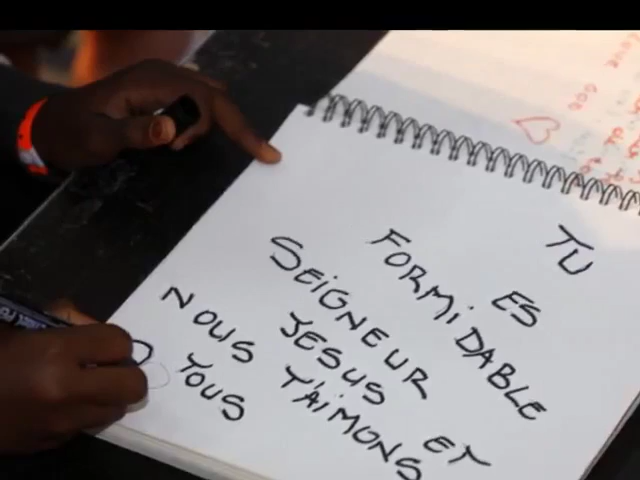 TU
ES
FORMIDABLE
SEIGNEUR
JESUS ET
NOUS T'AIMONS
TOUS